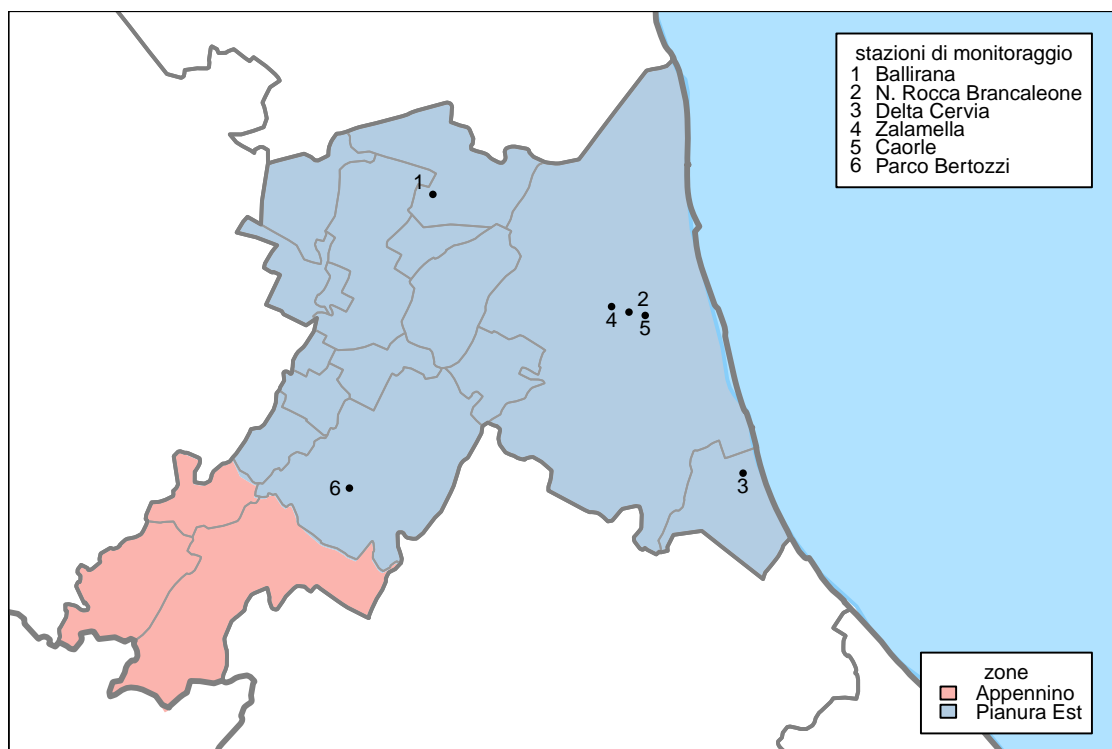 stazioni di monitoraggio
1 Ballirana
2 N. Rocca Brancaleone
3 Delta Cervia
4 Zalamella
5 Caorle
6 Parco Bertozzi
1
2
4
5
3
6
zone
Appennino
Pianura Est